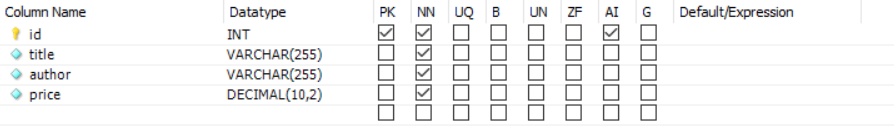 Column Name Datatype PK NN UQ B UN ZF AI G Default/Expression
id INT
title VARCHAR(255)
author VARCHAR(255)
price DECIMAL(10,2)